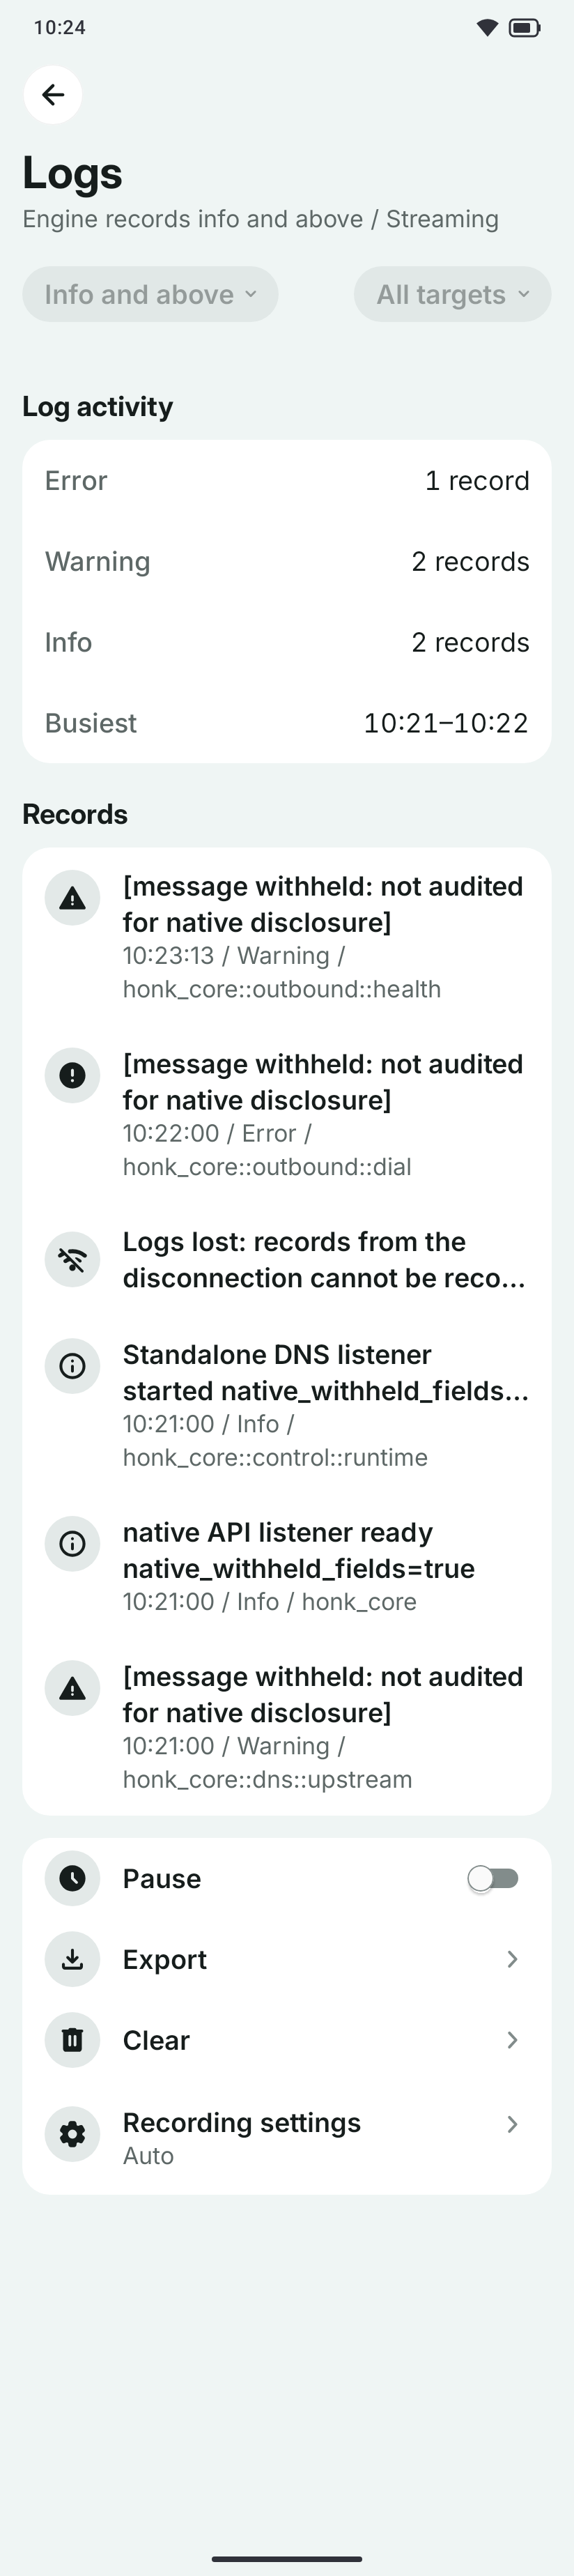 10:24
Logs
Engine records info and above / Streaming
Info and above
All targets
Log activity
Error 1 record
Warning 2 records
Info 2 records
Busiest 10:21–10:22
Records
[message withheld: not audited
for native disclosure]
10:23:13 / Warning /
honk_core::outbound::health
[message withheld: not audited
for native disclosure]
10:22:00 / Error /
honk_core::outbound::dial
Logs lost: records from the
disconnection cannot be reco…
Standalone DNS listener
started native_withheld_fields…
10:21:00 / Info /
honk_core::control::runtime
native API listener ready
native_withheld_fields=true
10:21:00 / Info / honk_core
[message withheld: not audited
for native disclosure]
10:21:00 / Warning /
honk_core::dns::upstream
Pause
Export
Clear
Recording settings
Auto